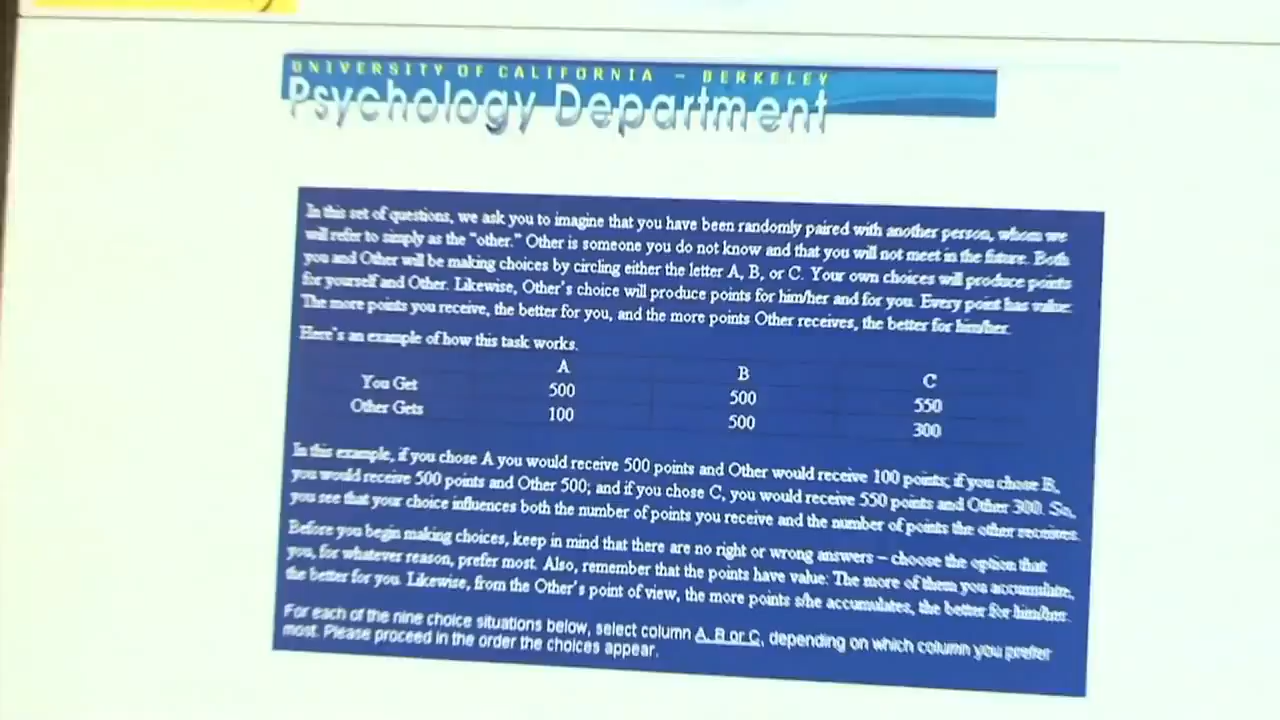 UNIVERSITY OF CALIFORNIA - BERKELEY
Psychology Department
In this set of questions, we ask you to imagine that you have been randomly paired with another person, whom we
will refer to simply as the "other." Other is someone you do not know and that you will not meet in the future. Both
you and Other will be making choices by circling either the letter A, B, or C. Your own choices will produce points
for yourself and Other. Likewise, Other's choice will produce points for him/her and for you. Every point has value.
The more points you receive, the better for you, and the more points Other receives, the better for him/her.
Here's an example of how this task works.
A B C
You Get 500 500 550
Other Gets 100 500 300
In this example, if you chose A you would receive 500 points and Other would receive 100 points; if you chose B,
you would receive 500 points and Other 500; and if you chose C, you would receive 550 points and Other 300. So,
you see that your choice influences both the number of points you receive and the number of points the other receives.
Before you begin making choices, keep in mind that there are no right or wrong answers – choose the option that
you, for whatever reason, prefer most. Also, remember that the points have value: The more of them you accumulate,
the better for you. Likewise, from the Other's point of view, the more points s/he accumulates, the better for him/her.
For each of the nine choice situations below, select column A, B or C, depending on which column you prefer
most. Please proceed in the order the choices appear.